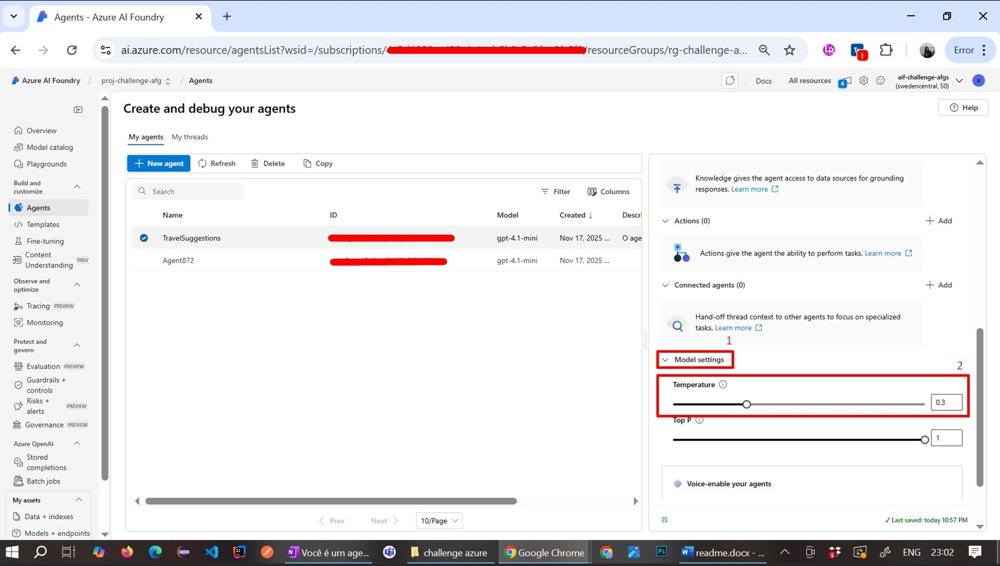 Agents - Azure AI Foundry
ai.azure.com/resource/agentsList?wsid=/subscriptions/
/resourceGroups/rg-challenge-a...
Error
Azure AI Foundry / proj-challenge-afg / Agents
Docs
All resources
4
aif-challenge-afgs
(swedencentral, S0)
K
Create and debug your agents
Help
My agents
My threads
Overview
Model catalog
Playgrounds
Build and
customize
Agents
Templates
Fine-tuning
Content
Understanding
PREV
Observe and
optimize
Tracing PREVIEW
Monitoring
Protect and
govern
Evaluation PREVIEW
Guardrails +
controls
Risks +
alerts
PREVIEW
Governance PREVIEW
Azure OpenAI
Stored
completions
Batch jobs
My assets
Data + indexes
Models + endpoints
New agent
Refresh
Delete
Copy
Search
Filter
Columns
Name ID Model Created ↓ Descri
TravelSuggestions gpt-4.1-mini Nov 17, 2025 ... O age
Agent872 gpt-4.1-mini Nov 17, 2025 ...
Prev
Next
10/Page
Knowledge gives the agent access to data sources for grounding
responses. Learn more
Actions (0)
+ Add
Actions give the agent the ability to perform tasks. Learn more
Connected agents (0)
+ Add
Hand-off thread context to other agents to focus on specialized
tasks. Learn more
1
Model settings
2
Temperature
0.3
Top P
1
Voice-enable your agents
✓ Last saved: today 10:57 PM
Você é um age...
challenge azure
Google Chrome
readme.docx - ...
ENG
23:02